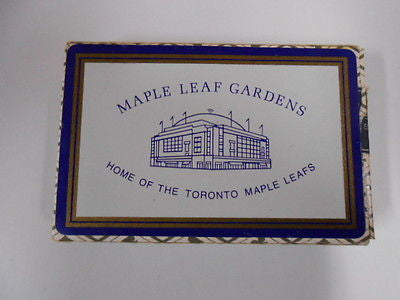 MAPLE LEAF GARDENS
HOME OF THE TORONTO MAPLE LEAFS